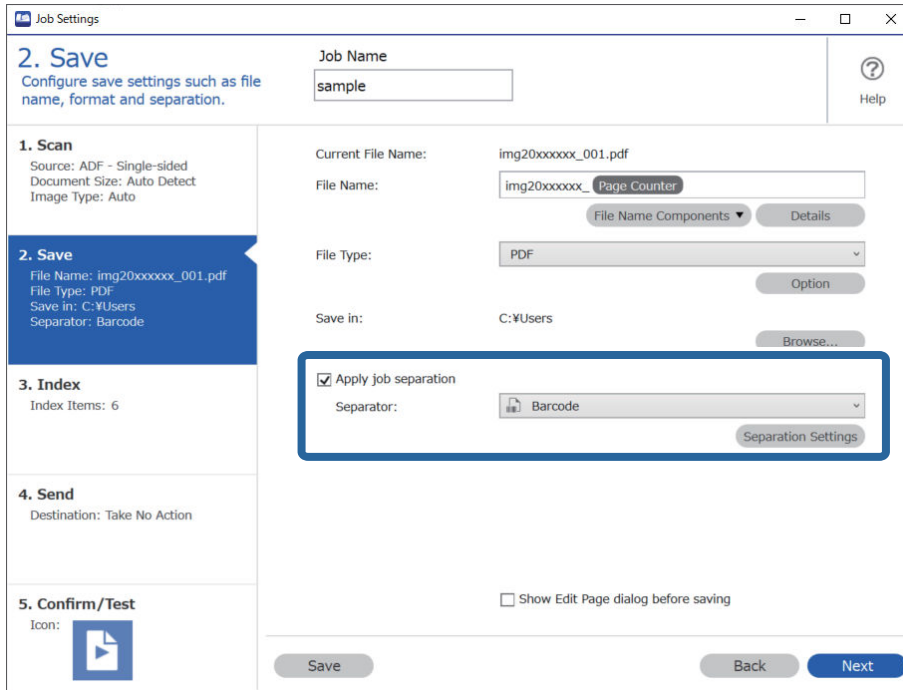 Job Settings
2. Save
Configure save settings such as file
name, format and separation.
Job Name
sample
Help
1. Scan
Source: ADF - Single-sided
Document Size: Auto Detect
Image Type: Auto
2. Save
File Name: img20xxxxxx_001.pdf
File Type: PDF
Save in: C:¥Users
Separator: Barcode
3. Index
Index Items: 6
4. Send
Destination: Take No Action
5. Confirm/Test
Icon:
Current File Name: img20xxxxxx_001.pdf
File Name: img20xxxxxx_ Page Counter
File Name Components ▼ Details
File Type: PDF
Option
Save in: C:¥Users
Browse...
Apply job separation
Separator: Barcode
Separation Settings
Show Edit Page dialog before saving
Save Back Next